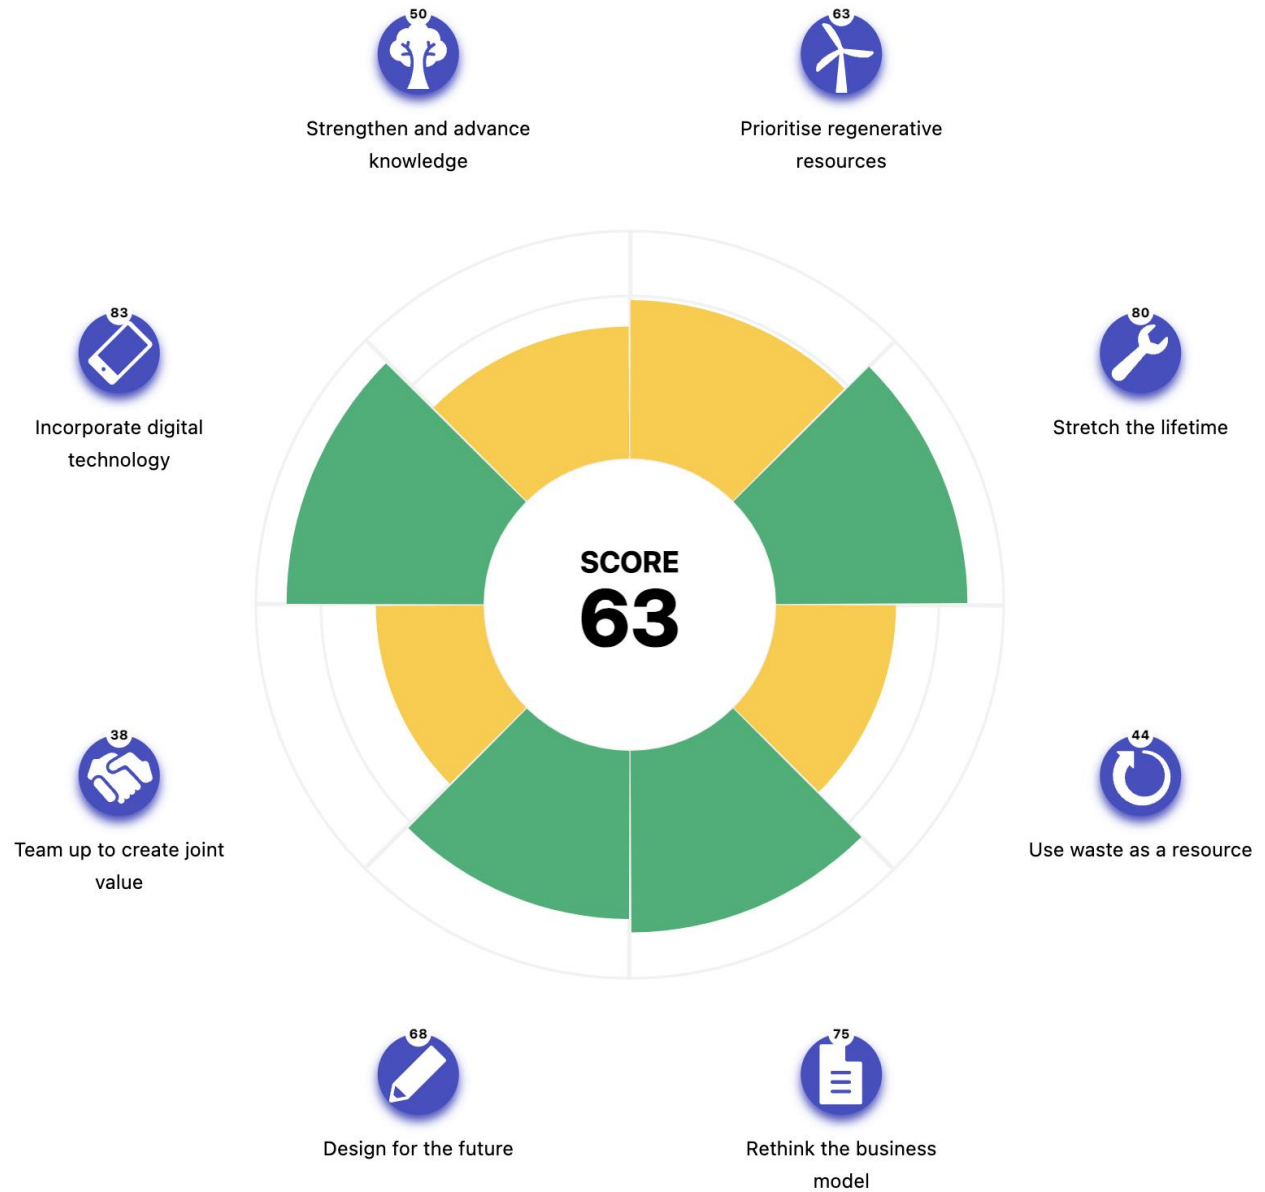 50
Strengthen and advance
knowledge
63
Prioritise regenerative
resources
83
Incorporate digital
technology
80
Stretch the lifetime
SCORE
63
38
Team up to create joint
value
44
Use waste as a resource
68
Design for the future
75
Rethink the business
model